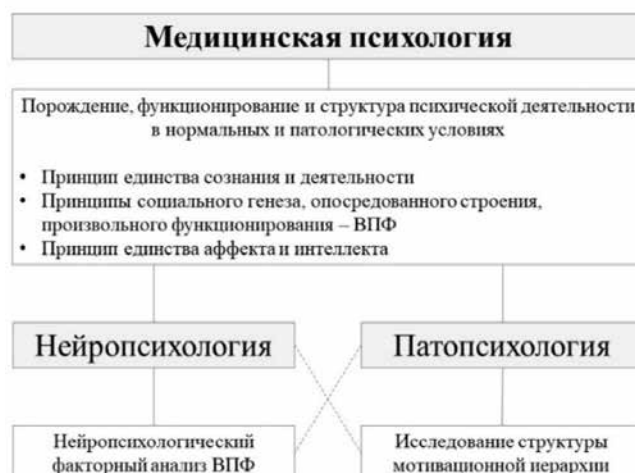 Медицинская психология
Порождение, функционирование и структура психической деятельности
в нормальных и патологических условиях
• Принцип единства сознания и деятельности
• Принципы социального генеза, опосредованного строения,
произвольного функционирования – ВПФ
• Принцип единства аффекта и интеллекта
Нейропсихология
Патопсихология
Нейропсихологический
факторный анализ ВПФ
Исследование структуры
мотивационной иерархии